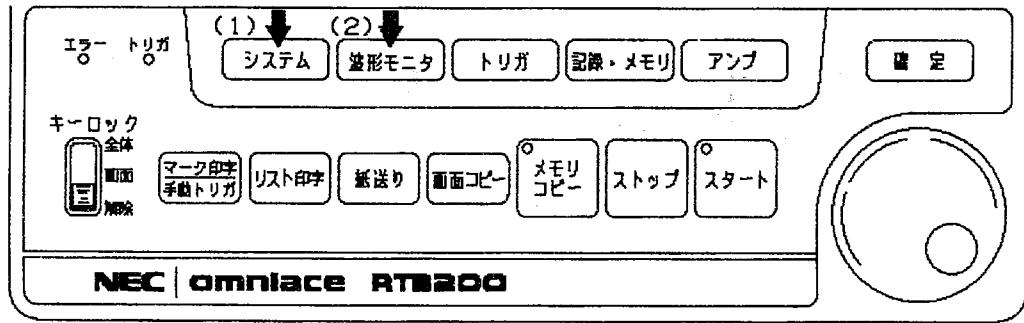 (1) (2)
エラー トリガ
システム 波形モニタ トリガ 記録・メモリ アンプ 確 定
キーロック
全体
画面
解除
マーク印字
手動トリガ
リスト印字 紙送り 画面コピー
メモリ
コピー
ストップ スタート
NEC omniace RT3200